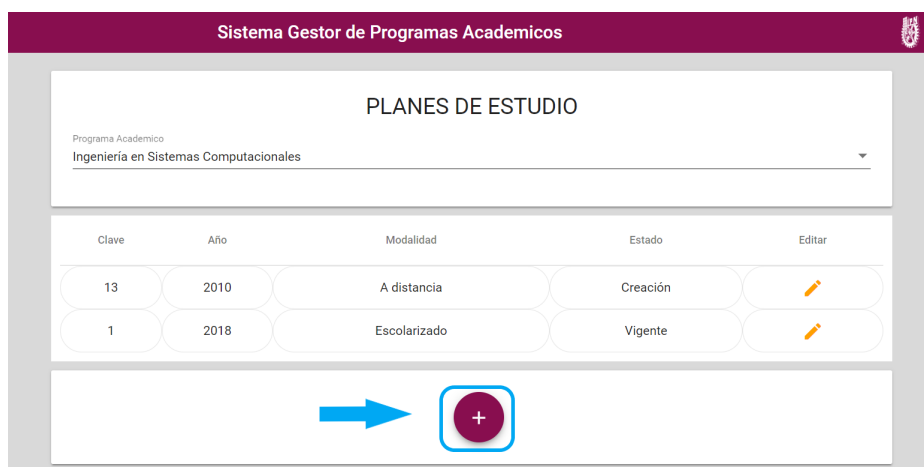 Sistema Gestor de Programas Academicos
PLANES DE ESTUDIO
Programa Academico
Ingeniería en Sistemas Computacionales
Clave Año Modalidad Estado Editar
13 2010 A distancia Creación
1 2018 Escolarizado Vigente
+